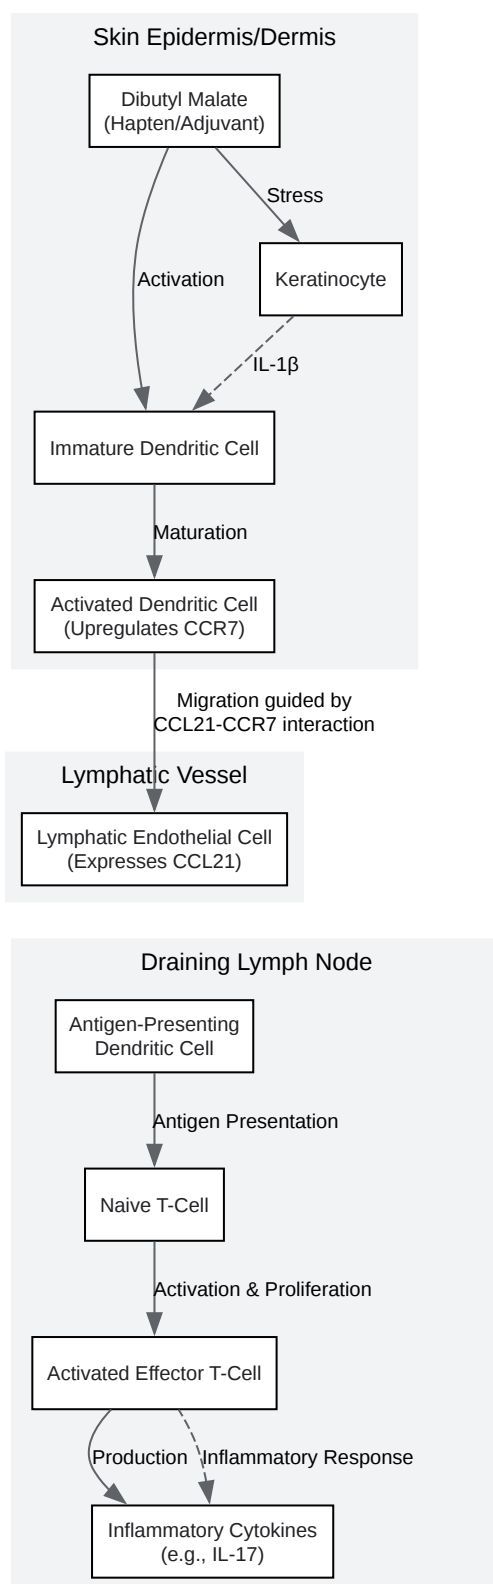 Skin Epidermis/Dermis
Dibutyl Malate
(Hapten/Adjuvant)
Stress
Activation
Keratinocyte
IL-1β
Immature Dendritic Cell
Maturation
Activated Dendritic Cell
(Upregulates CCR7)
Migration guided by
CCL21-CCR7 interaction
Lymphatic Vessel
Lymphatic Endothelial Cell
(Expresses CCL21)
Draining Lymph Node
Antigen-Presenting
Dendritic Cell
Antigen Presentation
Naive T-Cell
Activation & Proliferation
Activated Effector T-Cell
Production
Inflammatory Response
Inflammatory Cytokines
(e.g., IL-17)